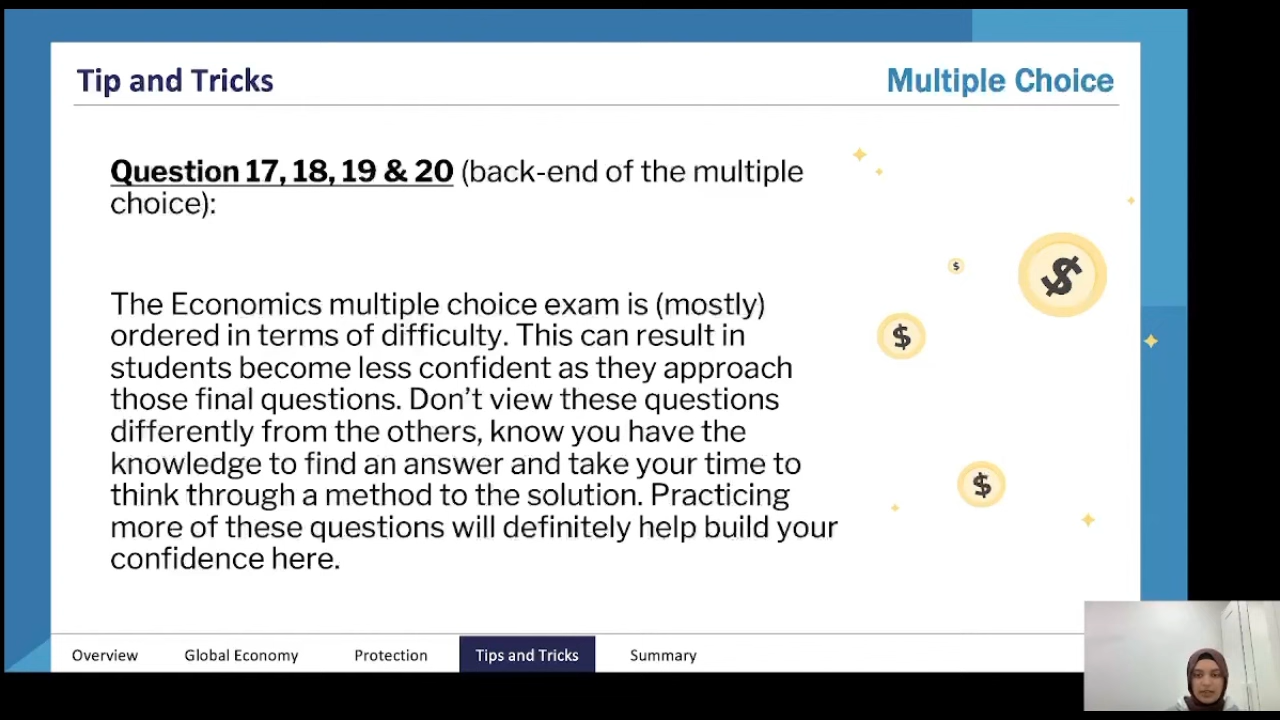 Tip and Tricks
Multiple Choice
Question 17, 18, 19 & 20 (back-end of the multiple
choice):
The Economics multiple choice exam is (mostly)
ordered in terms of difficulty. This can result in
students become less confident as they approach
those final questions. Don't view these questions
differently from the others, know you have the
knowledge to find an answer and take your time to
think through a method to the solution. Practicing
more of these questions will definitely help build your
confidence here.
$
$
$
$
Overview
Global Economy
Protection
Tips and Tricks
Summary